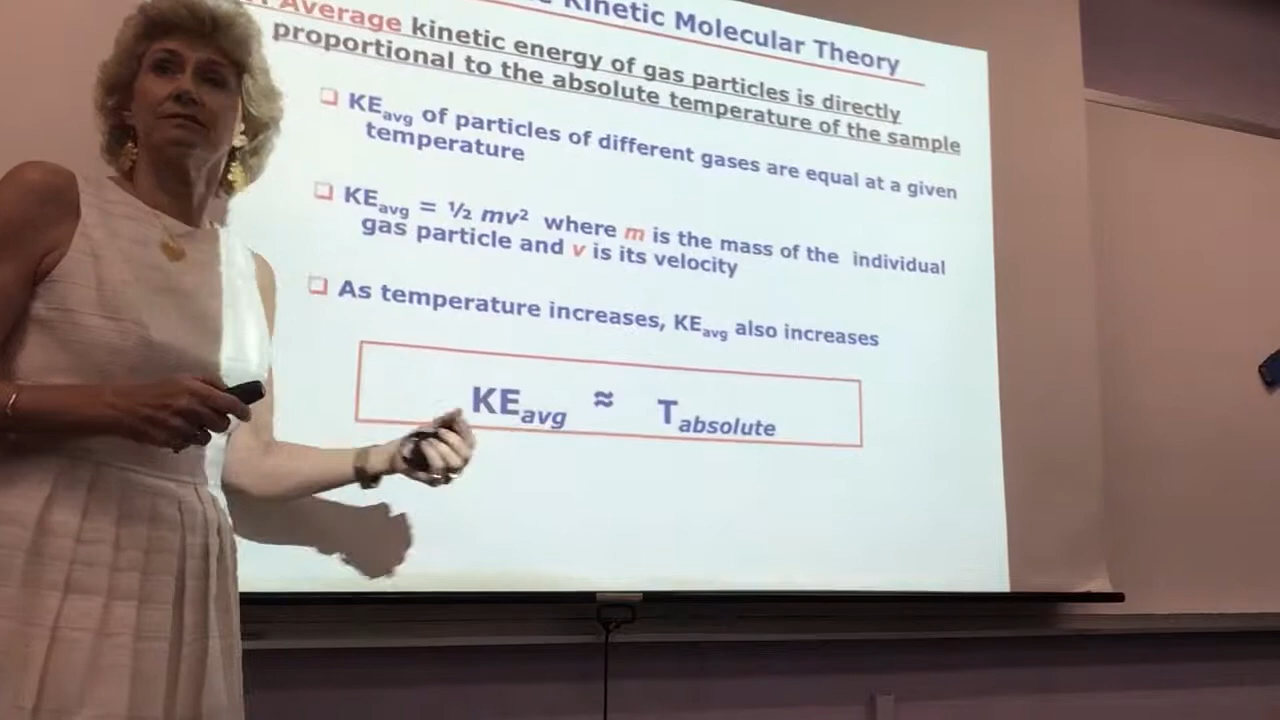 Kinetic Molecular Theory
Average kinetic energy of gas particles is directly
proportional to the absolute temperature of the sample
❑ KEavg of particles of different gases are equal at a given
temperature
❑ KEavg = ½ mv² where m is the mass of the individual
gas particle and v is its velocity
❑ As temperature increases, KEavg also increases
KEavg ≈ Tabsolute